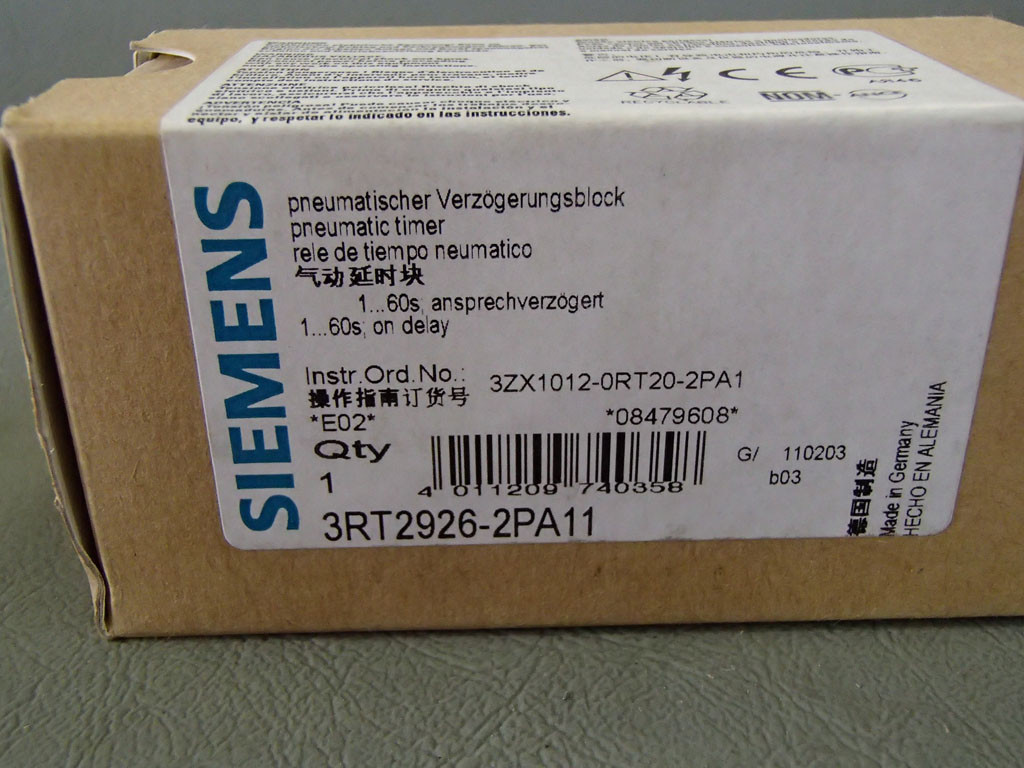 RECYCLABLE
NOM
ADVERTENCIA
equipo, y respetar lo indicado en las instrucciones.
SIEMENS
pneumatischer Verzögerungsblock
pneumatic timer
rele de tiempo neumatico
气动延时块
1...60s, ansprechverzögert
1...60s, on delay
Instr.Ord.No.: 3ZX1012-0RT20-2PA1
操作指南订货号
*E02* *08479608*
Qty
1
4 011209 740358
G/ 110203
b03
3RT2926-2PA11
德国制造
Made in Germany
HECHO EN ALEMANIA